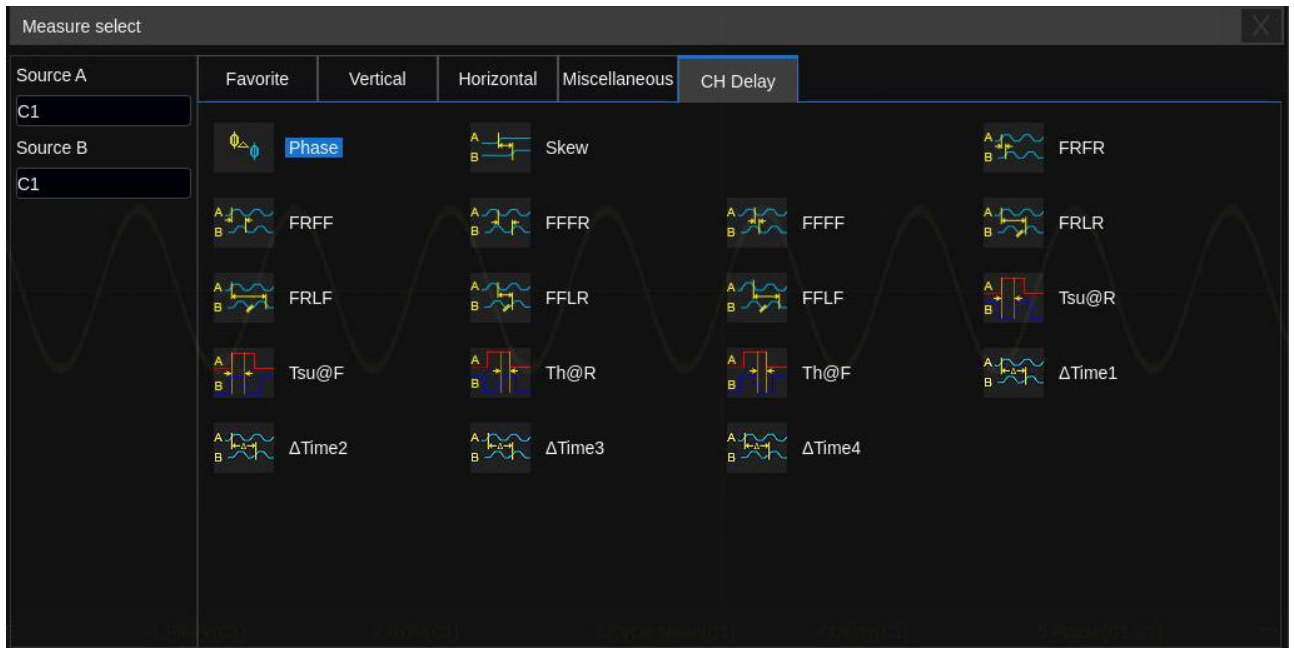 Measure select
X
Source A
C1
Source B
C1
Favorite Vertical Horizontal Miscellaneous CH Delay
Phase Skew FRFR
FRFF FFFR FFFF FRLR
FRLF FFLR FFLF Tsu@R
Tsu@F Th@R Th@F ΔTime1
ΔTime2 ΔTime3 ΔTime4